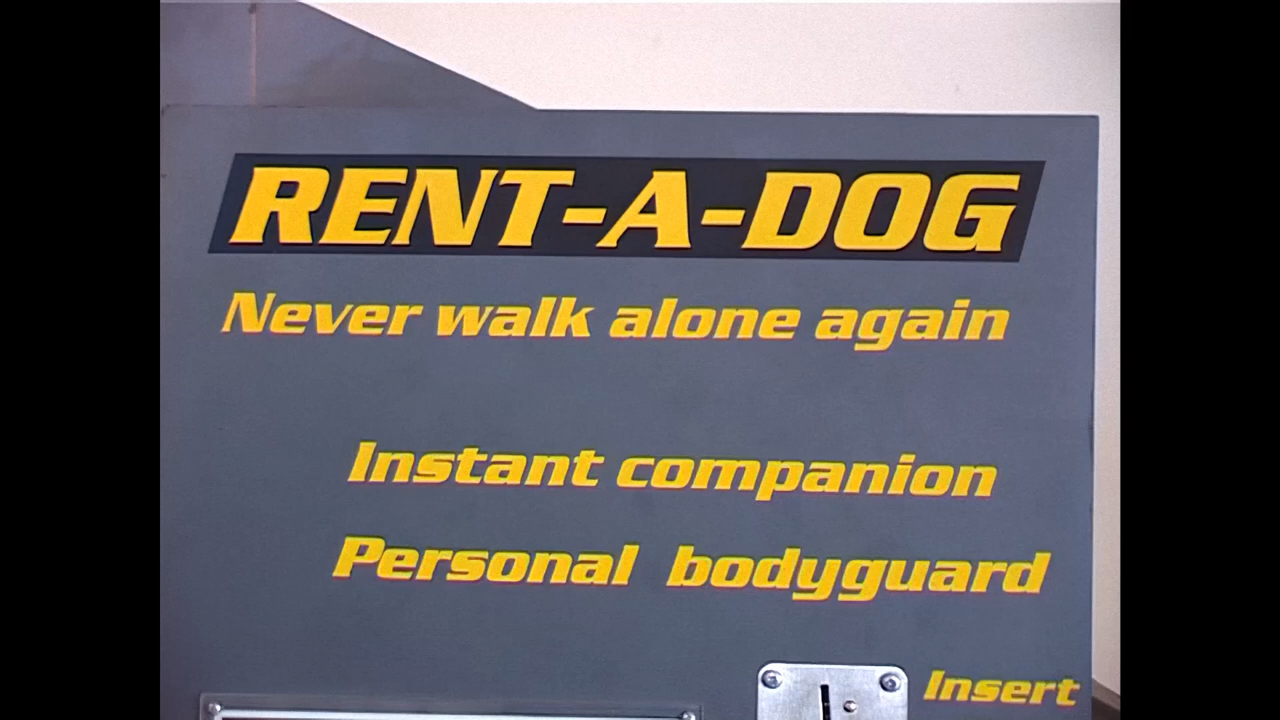 RENT-A-DOG
Never walk alone again
Instant companion
Personal bodyguard
Insert